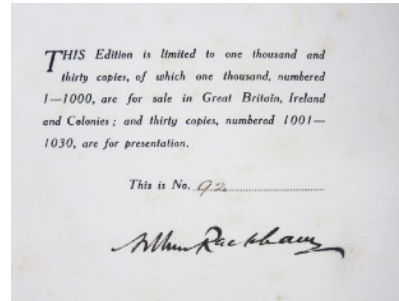 THIS Edition is limited to one thousand and
thirty copies, of which one thousand, numbered
1—1000, are for sale in Great Britain, Ireland
and Colonies; and thirty copies, numbered 1001—
1030, are for presentation.
This is No. 92
Arthur Rackham